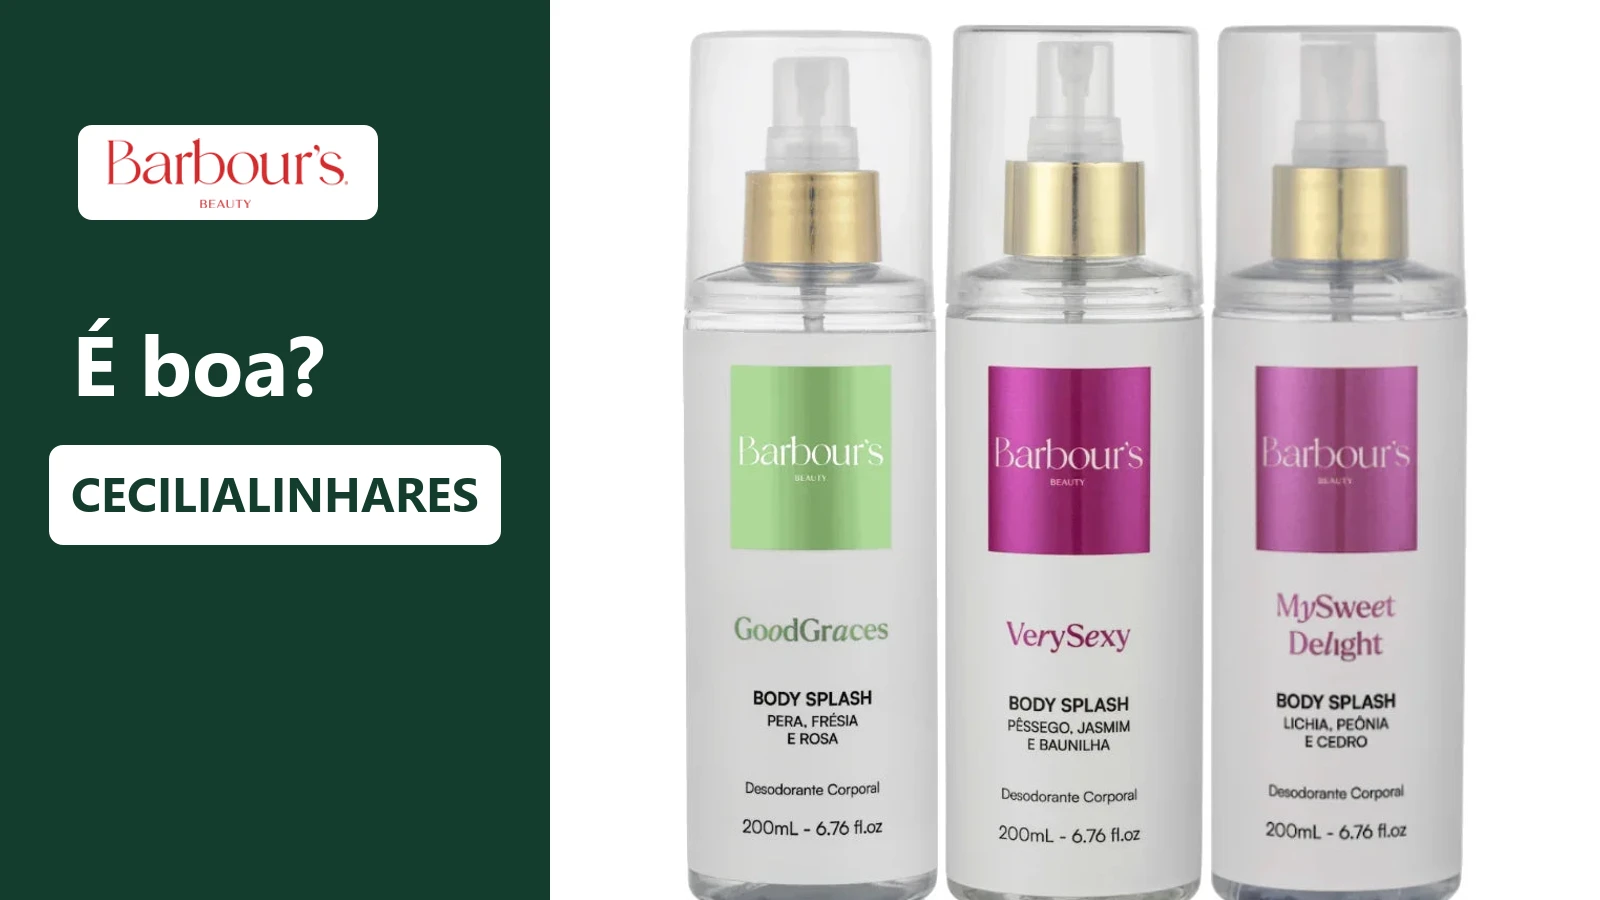 Barbour's
BEAUTY
É boa?
CECILIALINHARES
Barbour's
BEAUTY
GoodGraces
BODY SPLASH
PERA, FRÉSIA
E ROSA
Desodorante Corporal
200mL - 6.76 fl.oz
Barbour's
BEAUTY
VerySexy
BODY SPLASH
PÊSSEGO, JASMIM
E BAUNILHA
Desodorante Corporal
200mL - 6.76 fl.oz
Barbour's
BEAUTY
MySweet
Delight
BODY SPLASH
LICHIA, PEÔNIA
E CEDRO
Desodorante Corporal
200mL - 6.76 fl.oz